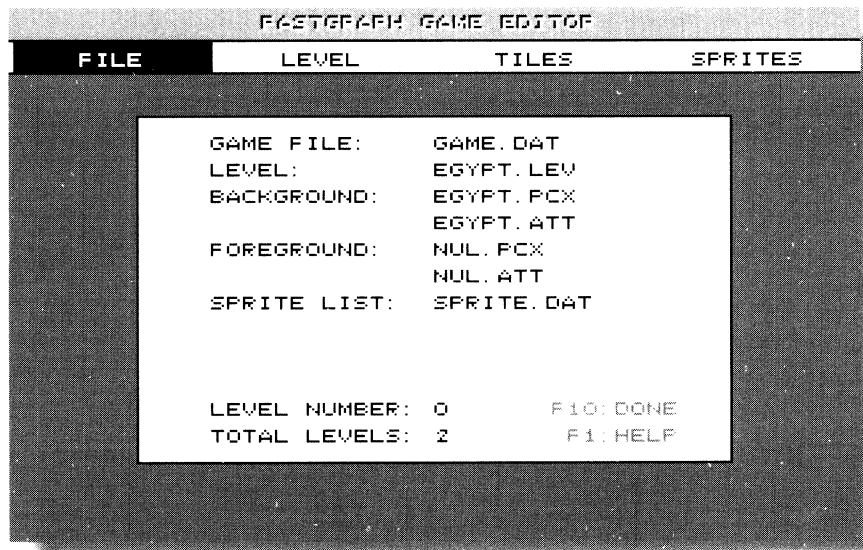 FASTGRAPH GAME EDITOR
FILE LEVEL TILES SPRITES
GAME FILE: GAME.DAT
LEVEL: EGYPT.LEV
BACKGROUND: EGYPT.PCX
EGYPT.ATT
FOREGROUND: NUL.PCX
NUL.ATT
SPRITE LIST: SPRITE.DAT
LEVEL NUMBER: 0 F10:DONE
TOTAL LEVELS: 2 F1:HELP